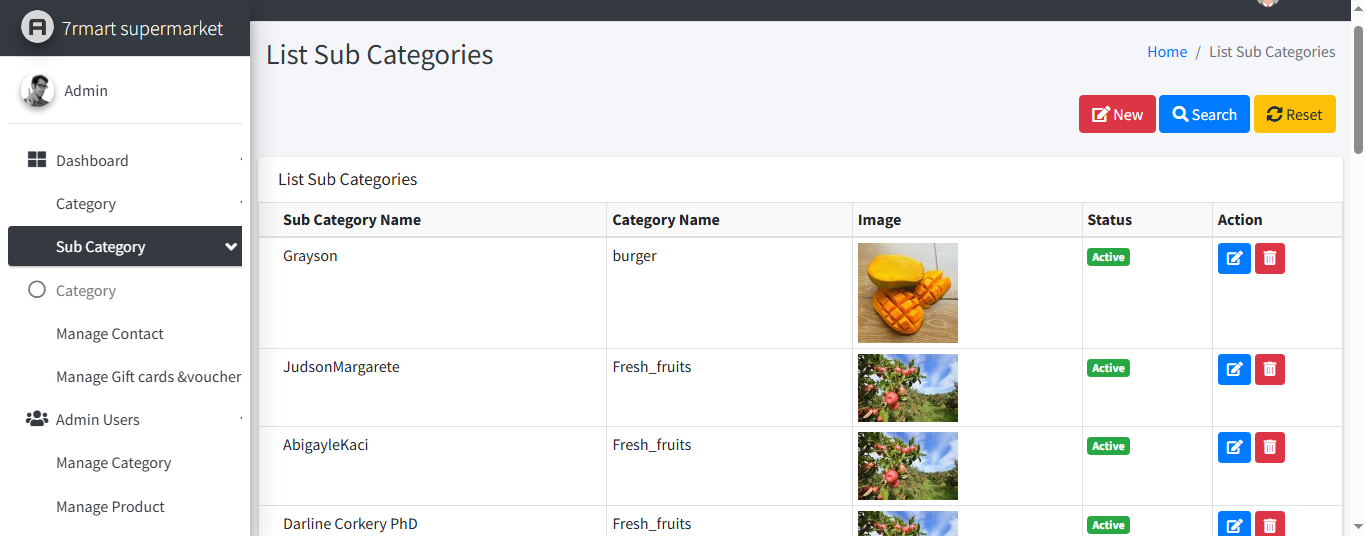 7rmart supermarket
Admin
Dashboard
Category
Sub Category
Category
Manage Contact
Manage Gift cards &voucher
Admin Users
Manage Category
Manage Product
List Sub Categories
Home / List Sub Categories
New Search Reset
List Sub Categories
Sub Category Name Category Name Image Status Action
Grayson burger Active
JudsonMargarete Fresh_fruits Active
AbigayleKaci Fresh_fruits Active
Darline Corkery PhD Fresh_fruits Active